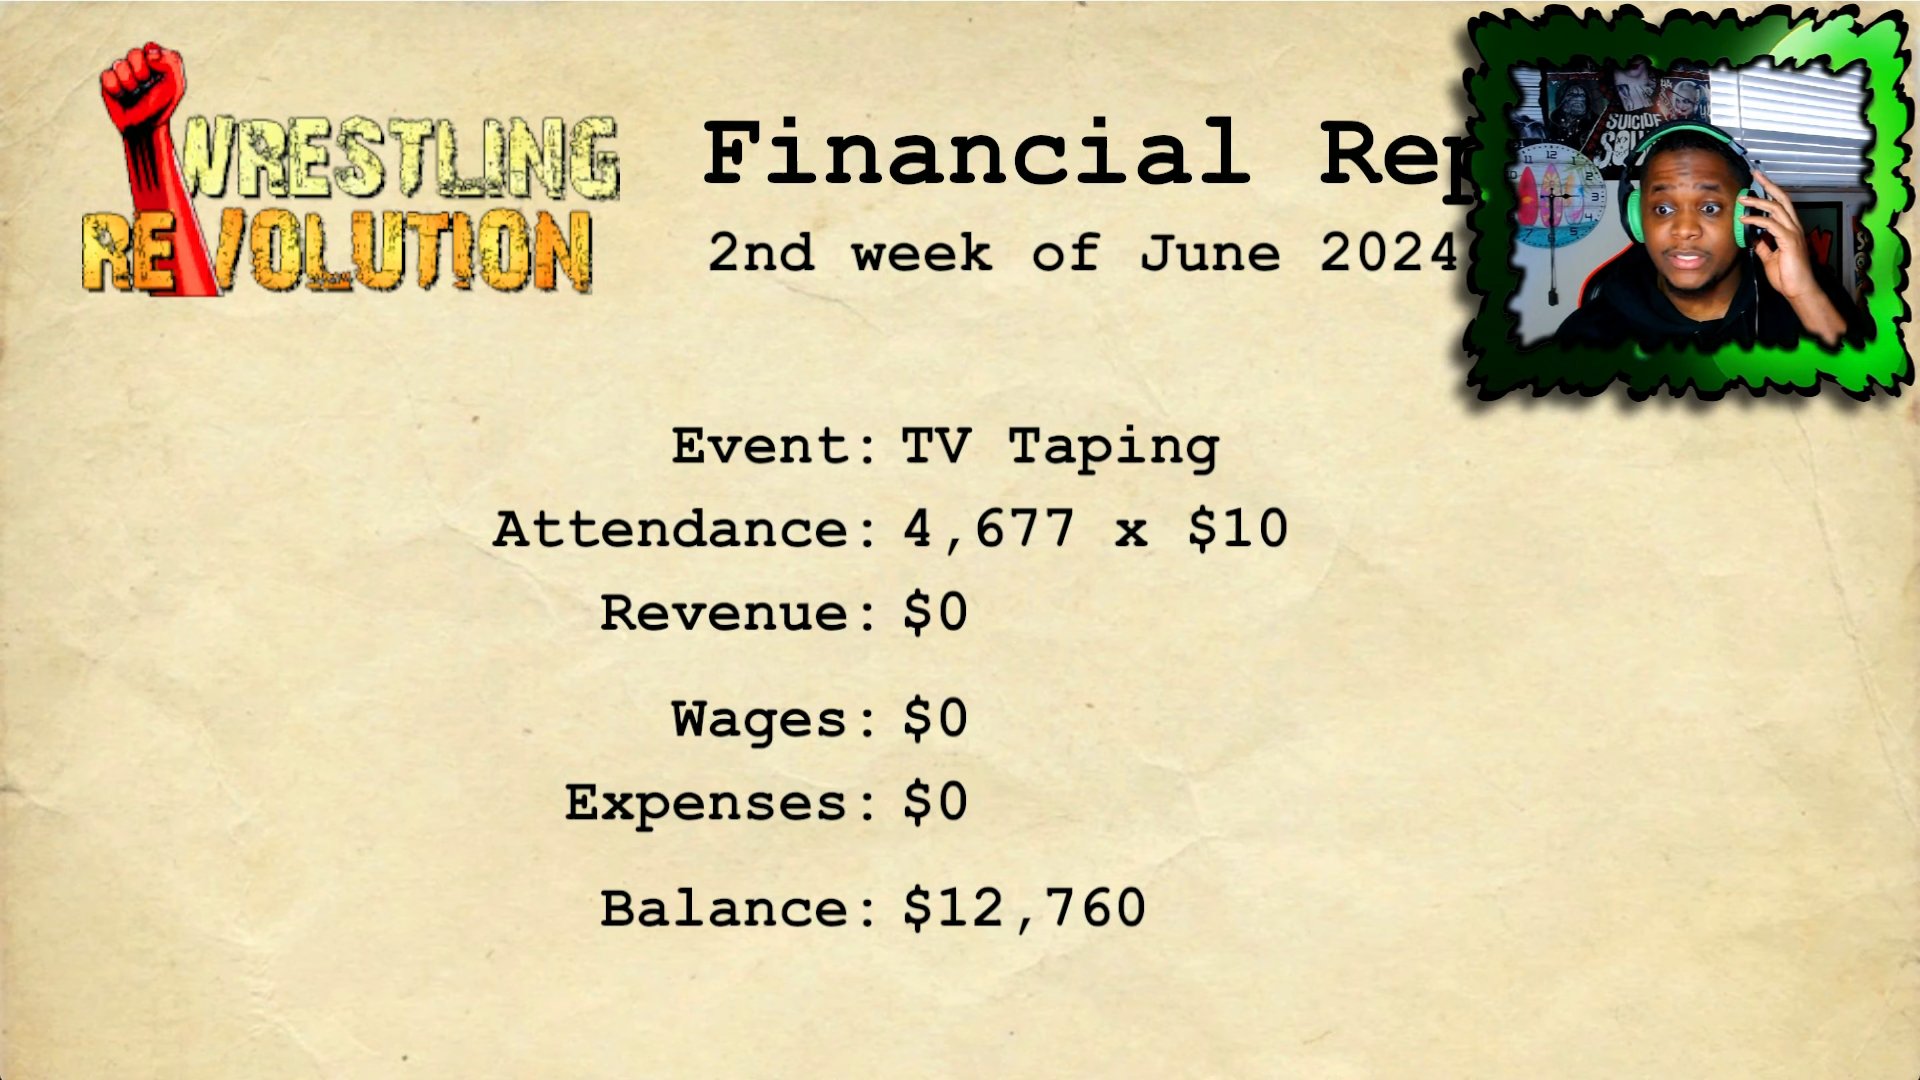 WRESTLING
REVOLUTION
Financial Rep
2nd week of June 2024
SUICIDE
Event: TV Taping
Attendance: 4,677 x $10
Revenue: $0
Wages: $0
Expenses: $0
Balance: $12,760